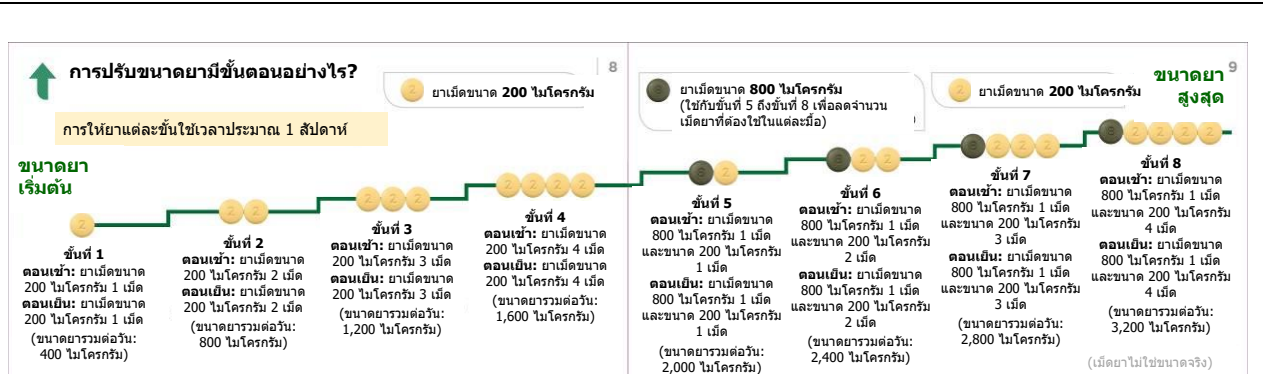 การปรับขนาดยามีขั้นตอนอย่างไร?
8
2 ยาเม็ดขนาด 200 ไมโครกรัม
การให้ยาแต่ละขั้นใช้เวลาประมาณ 1 สัปดาห์
8 ยาเม็ดขนาด 800 ไมโครกรัม
(ใช้กับขั้นที่ 5 ถึงขั้นที่ 8 เพื่อลดจำนวน
เม็ดยาที่ต้องใช้ในแต่ละมื้อ)
2 ยาเม็ดขนาด 200 ไมโครกรัม
9
ขนาดยา
สูงสุด
ขนาดยา
เริ่มต้น
2
ขั้นที่ 1
ตอนเช้า: ยาเม็ดขนาด
200 ไมโครกรัม 1 เม็ด
ตอนเย็น: ยาเม็ดขนาด
200 ไมโครกรัม 1 เม็ด
(ขนาดยารวมต่อวัน:
400 ไมโครกรัม)
2 2
ขั้นที่ 2
ตอนเช้า: ยาเม็ดขนาด
200 ไมโครกรัม 2 เม็ด
ตอนเย็น: ยาเม็ดขนาด
200 ไมโครกรัม 2 เม็ด
(ขนาดยารวมต่อวัน:
800 ไมโครกรัม)
2 2 2
ขั้นที่ 3
ตอนเช้า: ยาเม็ดขนาด
200 ไมโครกรัม 3 เม็ด
ตอนเย็น: ยาเม็ดขนาด
200 ไมโครกรัม 3 เม็ด
(ขนาดยารวมต่อวัน:
1,200 ไมโครกรัม)
2 2 2 2
ขั้นที่ 4
ตอนเช้า: ยาเม็ดขนาด
200 ไมโครกรัม 4 เม็ด
ตอนเย็น: ยาเม็ดขนาด
200 ไมโครกรัม 4 เม็ด
(ขนาดยารวมต่อวัน:
1,600 ไมโครกรัม)
8 2
ขั้นที่ 5
ตอนเช้า: ยาเม็ดขนาด
800 ไมโครกรัม 1 เม็ด
และขนาด 200 ไมโครกรัม
1 เม็ด
ตอนเย็น: ยาเม็ดขนาด
800 ไมโครกรัม 1 เม็ด
และขนาด 200 ไมโครกรัม
1 เม็ด
(ขนาดยารวมต่อวัน:
2,000 ไมโครกรัม)
8 2 2
ขั้นที่ 6
ตอนเช้า: ยาเม็ดขนาด
800 ไมโครกรัม 1 เม็ด
และขนาด 200 ไมโครกรัม
2 เม็ด
ตอนเย็น: ยาเม็ดขนาด
800 ไมโครกรัม 1 เม็ด
และขนาด 200 ไมโครกรัม
2 เม็ด
(ขนาดยารวมต่อวัน:
2,400 ไมโครกรัม)
8 2 2 2
ขั้นที่ 7
ตอนเช้า: ยาเม็ดขนาด
800 ไมโครกรัม 1 เม็ด
และขนาด 200 ไมโครกรัม
3 เม็ด
ตอนเย็น: ยาเม็ดขนาด
800 ไมโครกรัม 1 เม็ด
และขนาด 200 ไมโครกรัม
3 เม็ด
(ขนาดยารวมต่อวัน:
2,800 ไมโครกรัม)
8 2 2 2 2
ขั้นที่ 8
ตอนเช้า: ยาเม็ดขนาด
800 ไมโครกรัม 1 เม็ด
และขนาด 200 ไมโครกรัม
4 เม็ด
ตอนเย็น: ยาเม็ดขนาด
800 ไมโครกรัม 1 เม็ด
และขนาด 200 ไมโครกรัม
4 เม็ด
(ขนาดยารวมต่อวัน:
3,200 ไมโครกรัม)
(เม็ดยาไม่ใช่ขนาดจริง)